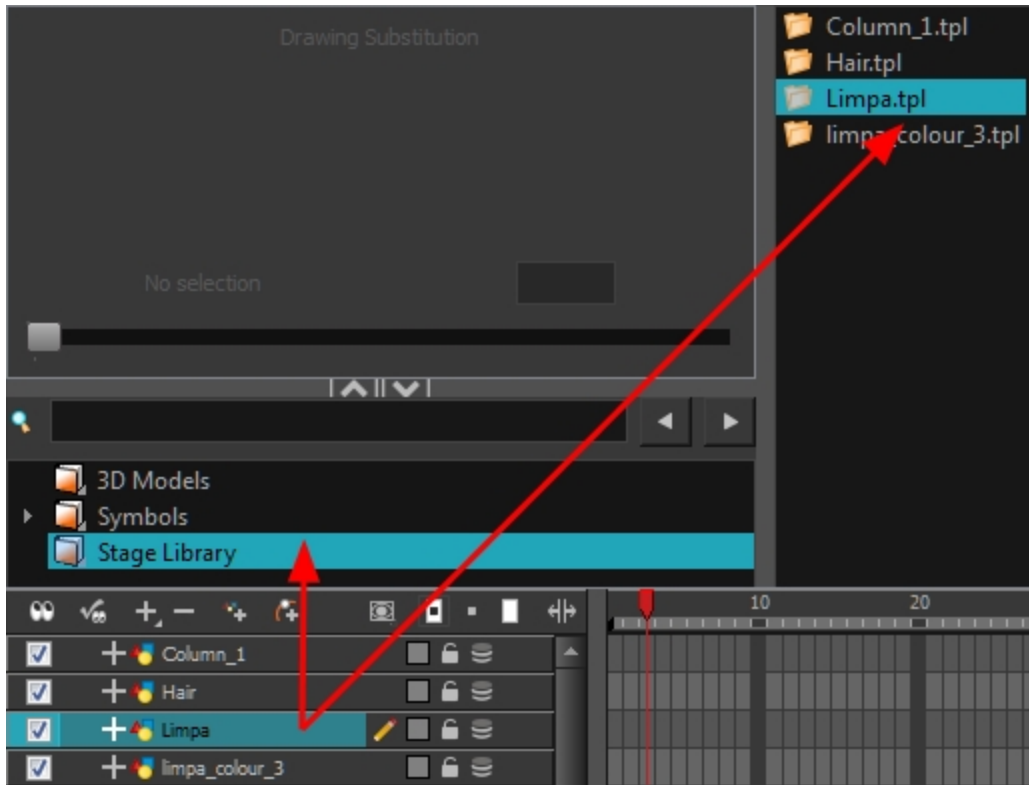 Drawing Substitution
No selection
Column_1.tpl
Hair.tpl
Limpa.tpl
limpa_colour_3.tpl
3D Models
Symbols
Stage Library
10 20
Column_1
Hair
Limpa
limpa_colour_3